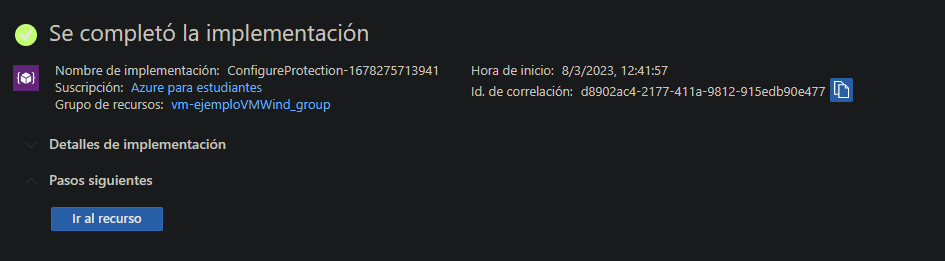 Se completó la implementación
Nombre de implementación: ConfigureProtection-1678275713941
Suscripción: Azure para estudiantes
Grupo de recursos: vm-ejemploVMWind_group
Hora de inicio: 8/3/2023, 12:41:57
Id. de correlación: d8902ac4-2177-411a-9812-915edb90e477
Detalles de implementación
Pasos siguientes
Ir al recurso